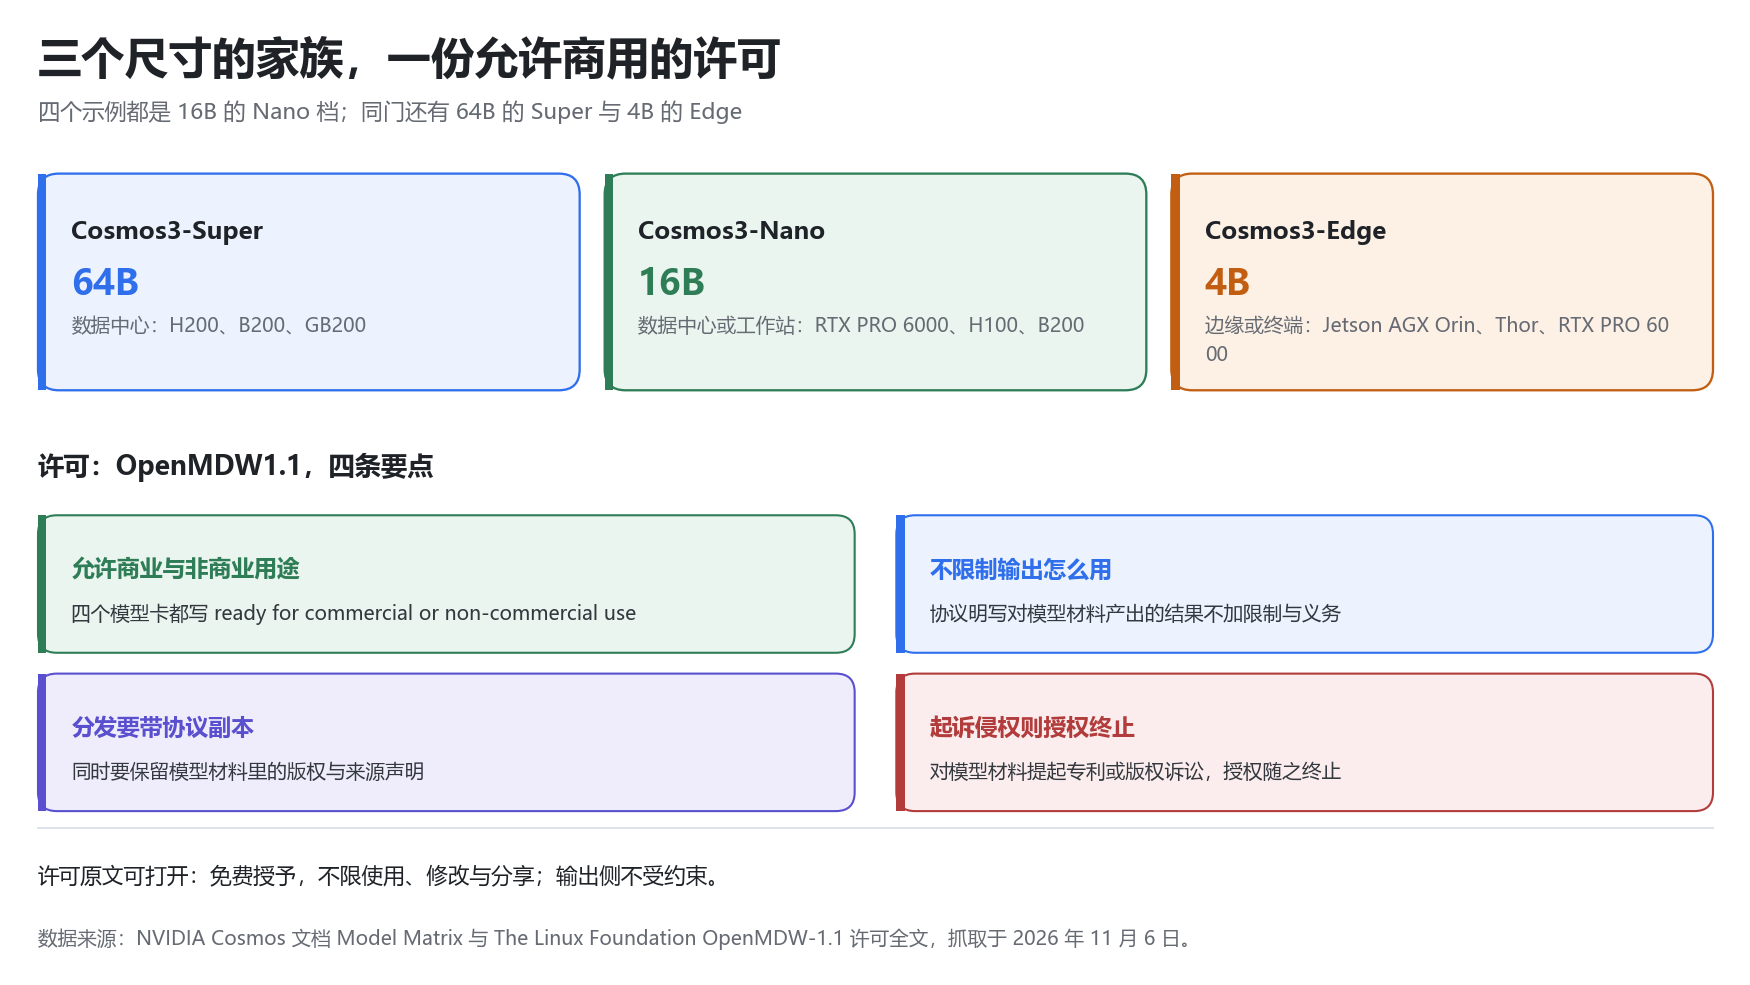 三个尺寸的家族，一份允许商用的许可
四个示例都是 16B 的 Nano 档；同门还有 64B 的 Super 与 4B 的 Edge
Cosmos3-Super
64B
数据中心：H200、B200、GB200
Cosmos3-Nano
16B
数据中心或工作站：RTX PRO 6000、H100、B200
Cosmos3-Edge
4B
边缘或终端：Jetson AGX Orin、Thor、RTX PRO 60
00
许可：OpenMDW1.1，四条要点
允许商业与非商业用途
四个模型卡都写 ready for commercial or non-commercial use
不限制输出怎么用
协议明写对模型材料产出的结果不加限制与义务
分发要带协议副本
同时要保留模型材料里的版权与来源声明
起诉侵权则授权终止
对模型材料提起专利或版权诉讼，授权随之终止
许可原文可打开：免费授予，不限使用、修改与分享；输出侧不受约束。
数据来源：NVIDIA Cosmos 文档 Model Matrix 与 The Linux Foundation OpenMDW-1.1 许可全文，抓取于 2026 年 11 月 6 日。